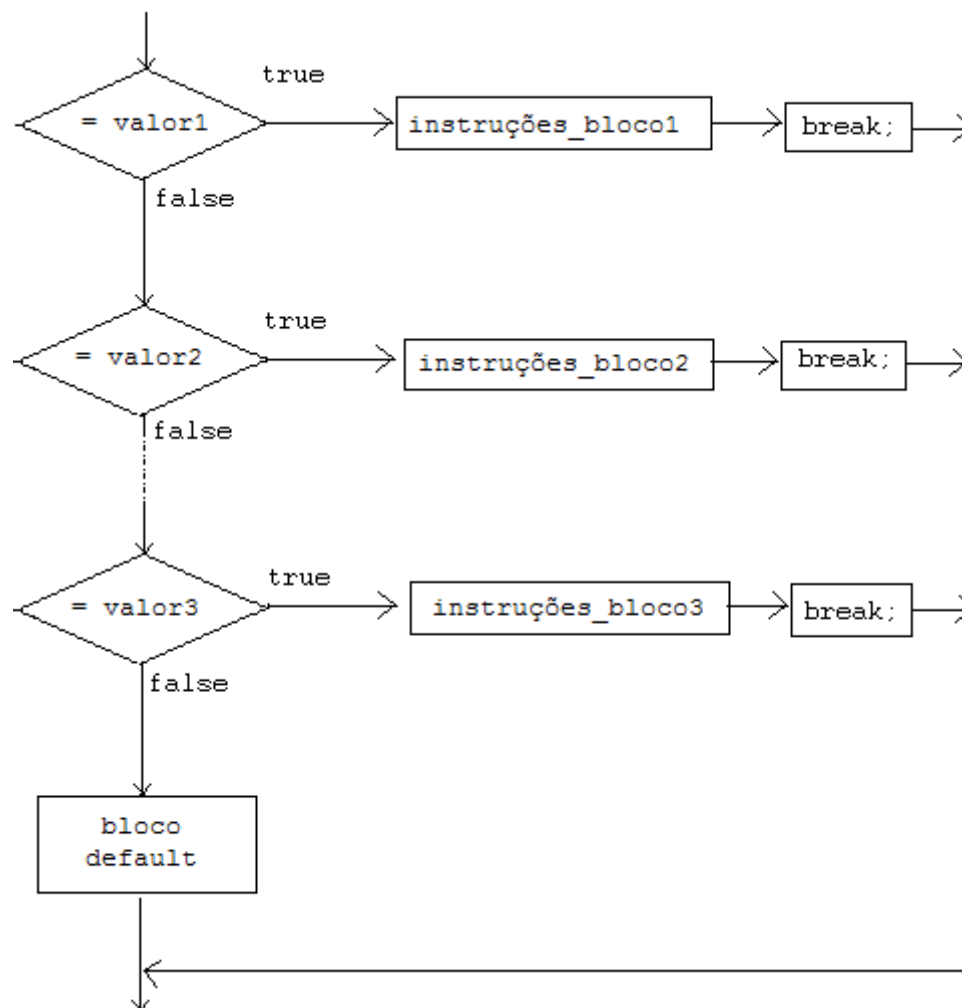 true
= valor1
instruções_bloco1
break;
false
true
= valor2
instruções_bloco2
break;
false
true
= valor3
instruções_bloco3
break;
false
bloco
default